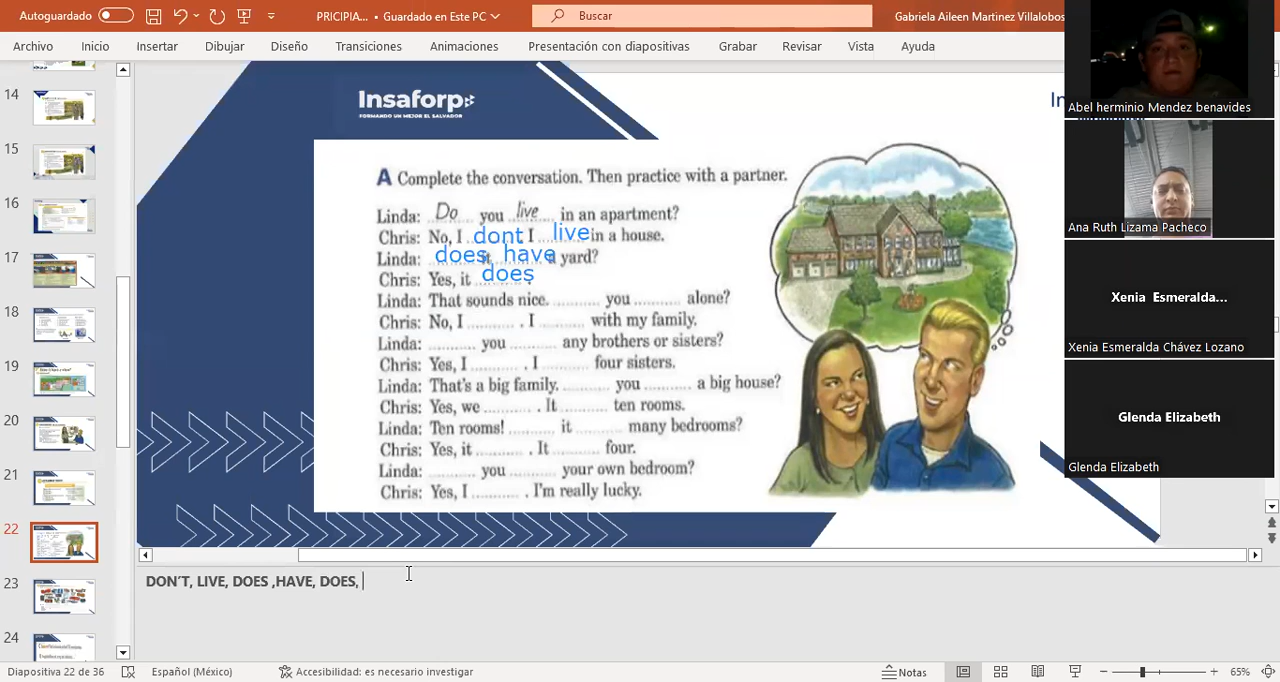 Autoguardado
PRICIPIA... • Guardado en Este PC
Buscar
Gabriela Aileen Martinez Villalobos
Archivo Inicio Insertar Dibujar Diseño Transiciones Animaciones Presentación con diapositivas Grabar Revisar Vista Ayuda
14
15
16
17
18
19
20
21
22
23
24
Insaforp
FORMANDO UN MEJOR EL SALVADOR
In
A Complete the conversation. Then practice with a partner.
Linda: Do you live in an apartment?
Chris: No, I dont. I live in a house.
Linda: does it have a yard?
Chris: Yes, it does.
Linda: That sounds nice. ......... you ......... alone?
Chris: No, I ......... . I ......... with my family.
Linda: ......... you ......... any brothers or sisters?
Chris: Yes, I ......... . I ......... four sisters.
Linda: That's a big family. ......... you ......... a big house?
Chris: Yes, we ......... . It ......... ten rooms.
Linda: Ten rooms! ......... it ......... many bedrooms?
Chris: Yes, it ......... . It ......... four.
Linda: ......... you ......... your own bedroom?
Chris: Yes, I ......... . I'm really lucky.
DON'T, LIVE, DOES ,HAVE, DOES,
Abel herminio Mendez benavides
Ana Ruth Lizama Pacheco
Xenia Esmeralda...
Xenia Esmeralda Chávez Lozano
Glenda Elizabeth
Glenda Elizabeth
Diapositiva 22 de 36 Español (México) Accesibilidad: es necesario investigar Notas 65%